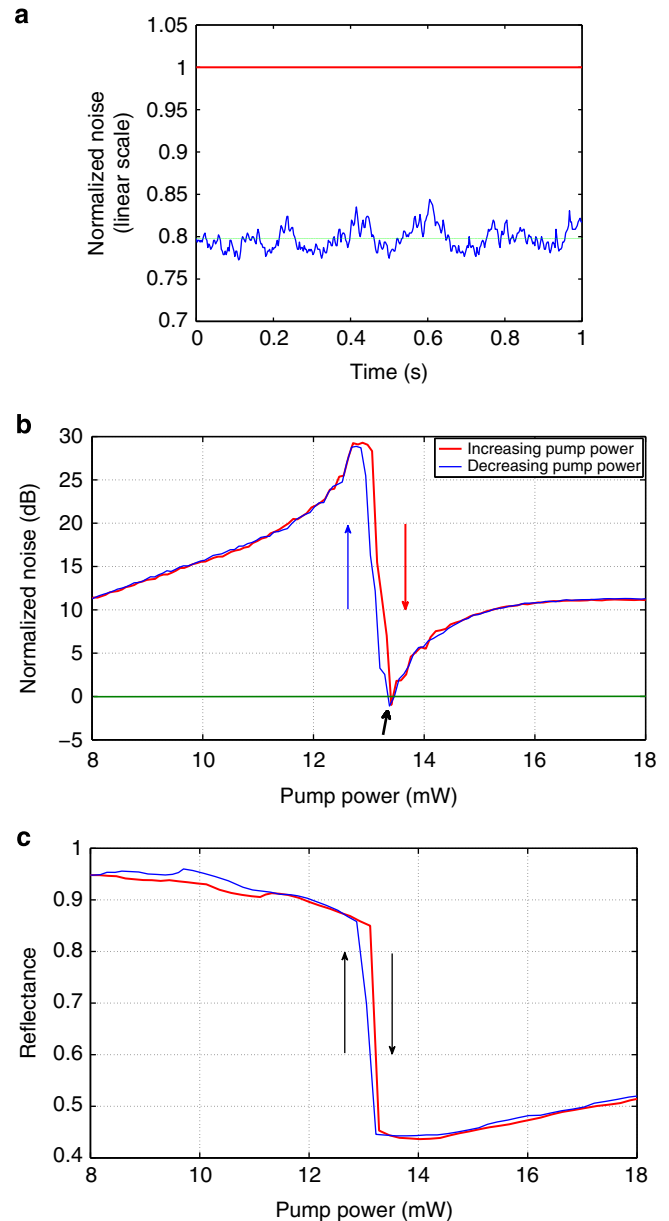 a
1.05
1
0.95
0.9
0.85
0.8
0.75
0.7
Normalized noise
(linear scale)
0 0.2 0.4 0.6 0.8 1
Time (s)
b
30
25
20
15
10
5
0
−5
Normalized noise (dB)
Increasing pump power
Decreasing pump power
8 10 12 14 16 18
Pump power (mW)
c
1
0.9
0.8
0.7
0.6
0.5
0.4
Reflectance
8 10 12 14 16 18
Pump power (mW)